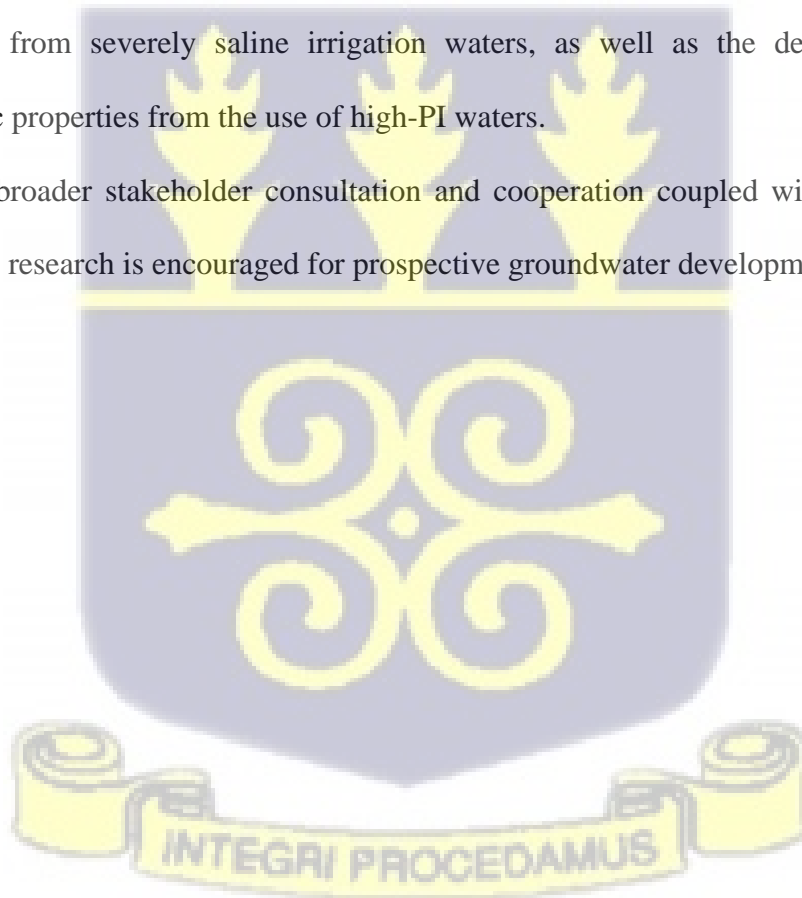 from severely saline irrigation waters, as well as the de
c properties from the use of high-PI waters.
broader stakeholder consultation and cooperation coupled wi
research is encouraged for prospective groundwater developm
INTEGRI PROCEDAMUS